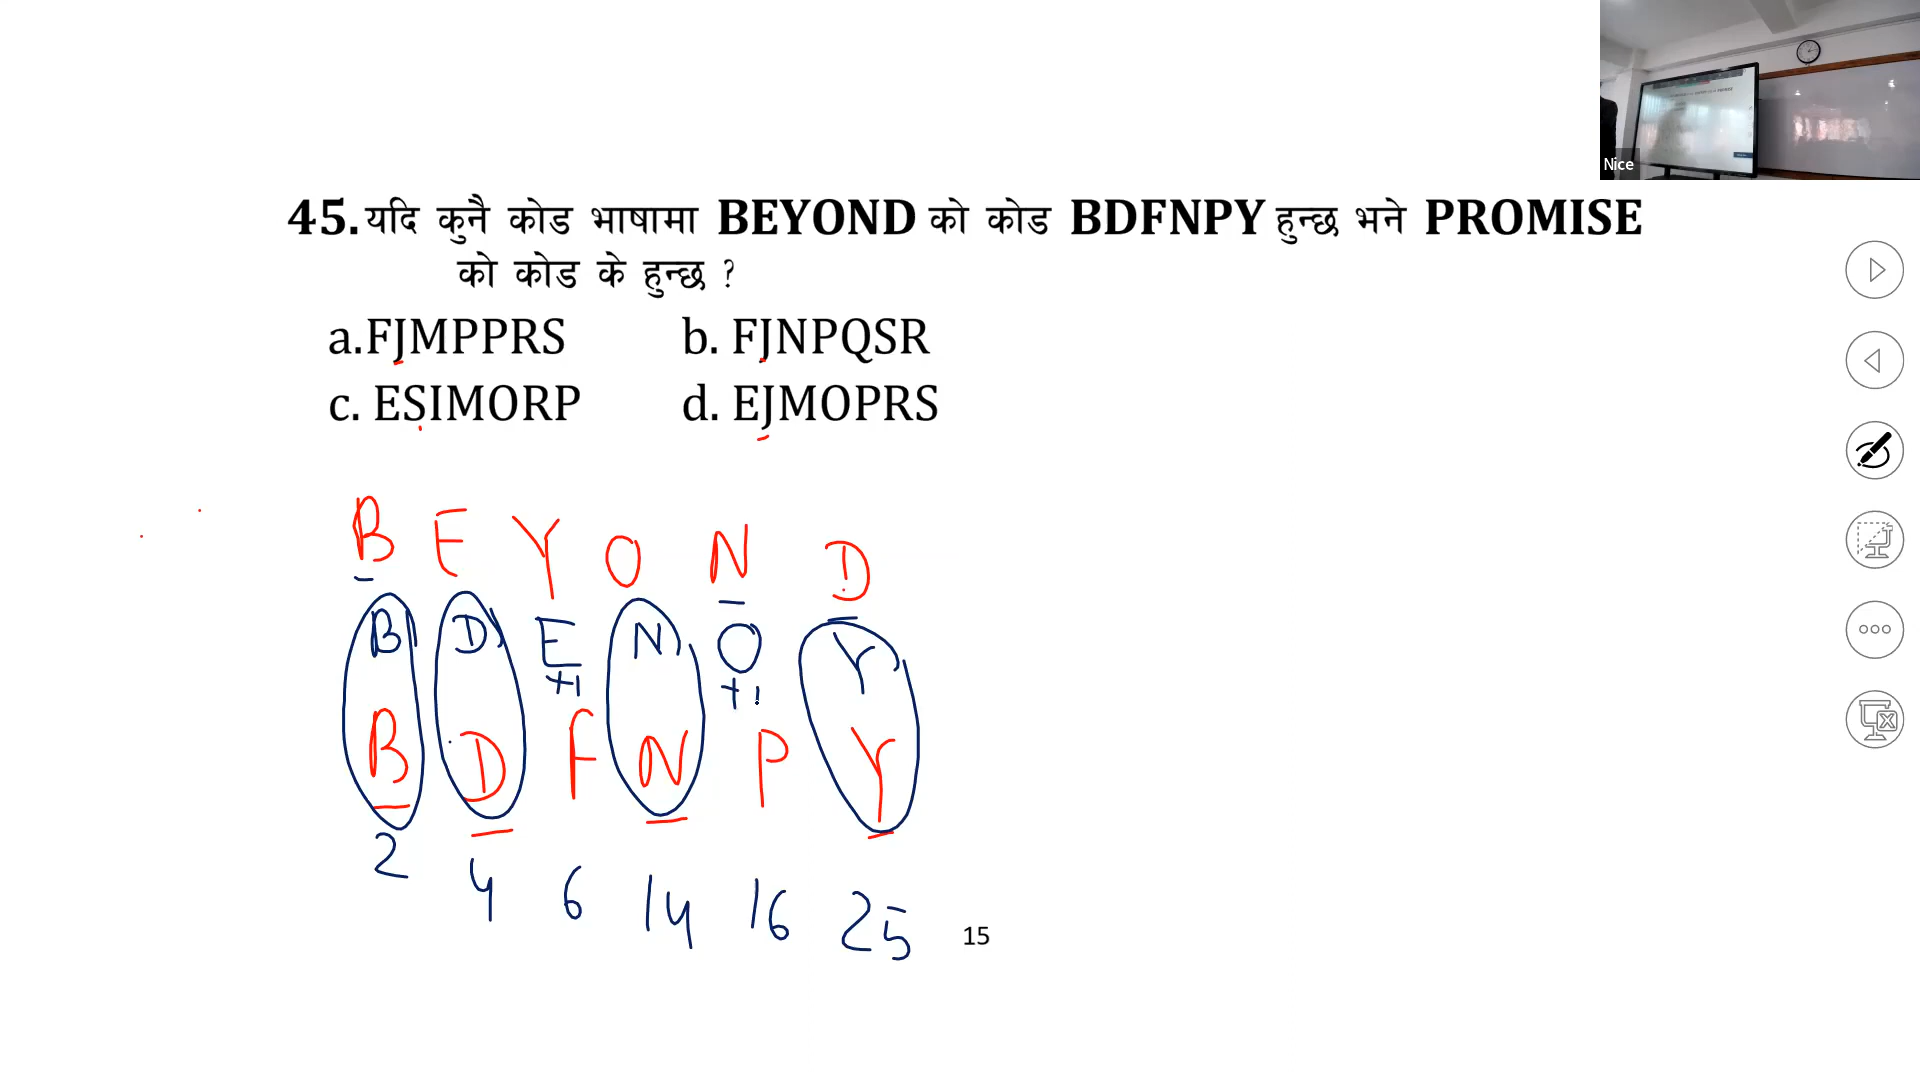 Nice
45.यदि कुनै कोड भाषामा BEYOND को कोड BDFNPY हुन्छ भने PROMISE
को कोड के हुन्छ ?
a.FJMPPRS b. FJNPQSR
c. ESIMORP d. EJMOPRS
B E Y O N D
B D E N O Y
+1 +1
B D F N P Y
2 4 6 14 16 25
15